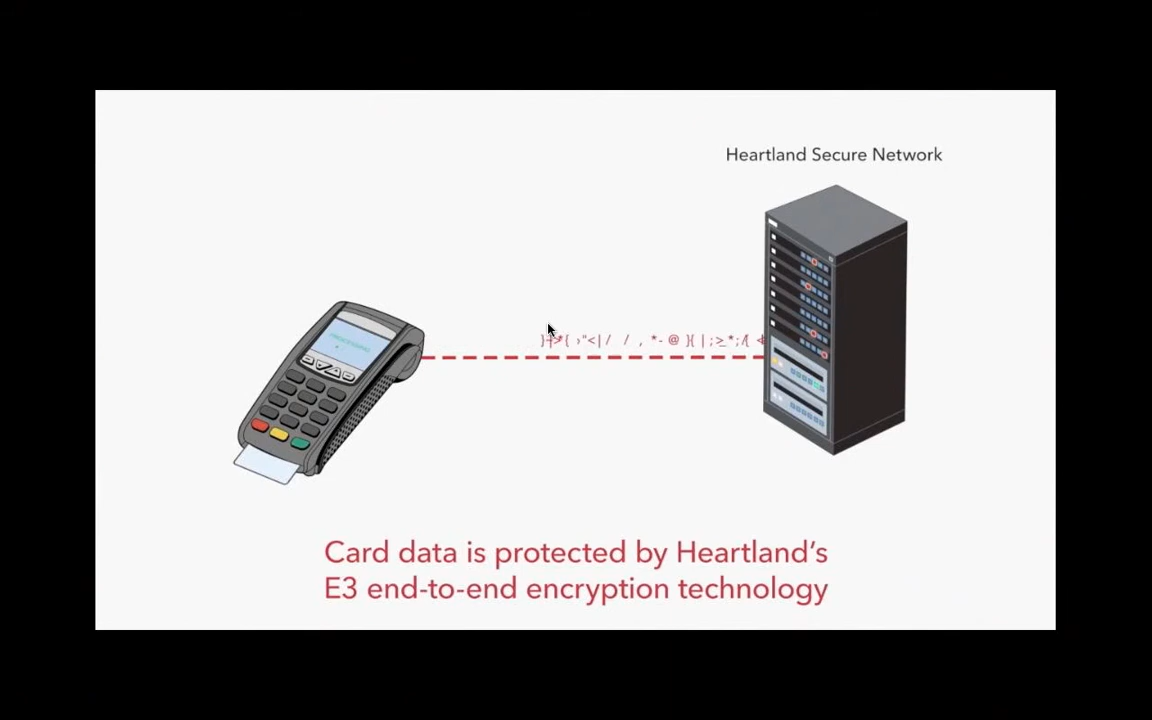 Heartland Secure Network
Card data is protected by Heartland's
E3 end-to-end encryption technology